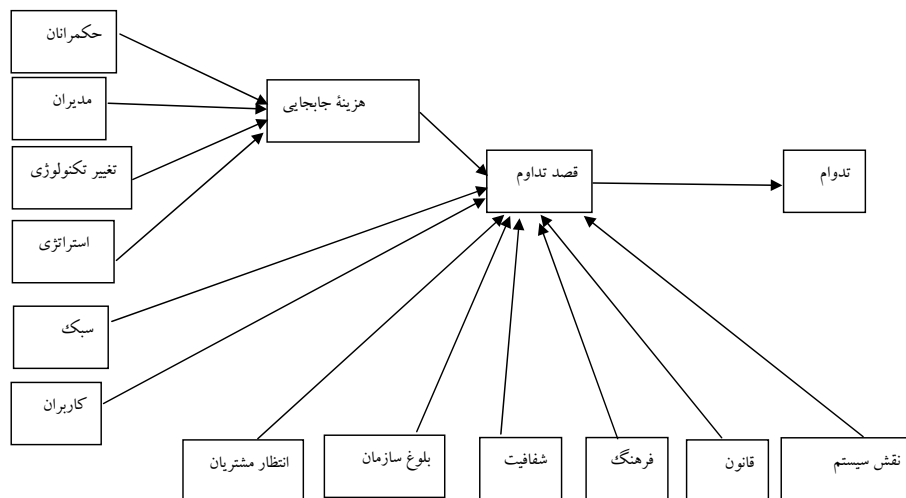 حکمرانان
مدیران
هزینهٔ جابجایی
تغییر تکنولوژی
قصد تداوم
تدوام
استراتژی
سبک
کاربران
انتظار مشتریان
بلوغ سازمان
شفافیت
فرهنگ
قانون
نقش سیستم